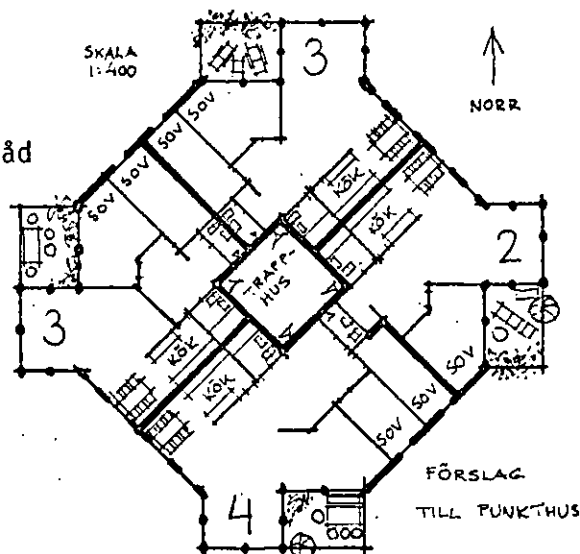 SKALA
1:400
3
NORR
åd
SOV
SOV
SOV
SOV
KÖK
KÖK
2
TRAPP-
HUS
3
KÖK
KÖK
SOV
SOV
SOV
4
FÖRSLAG
TILL PUNKTHUS